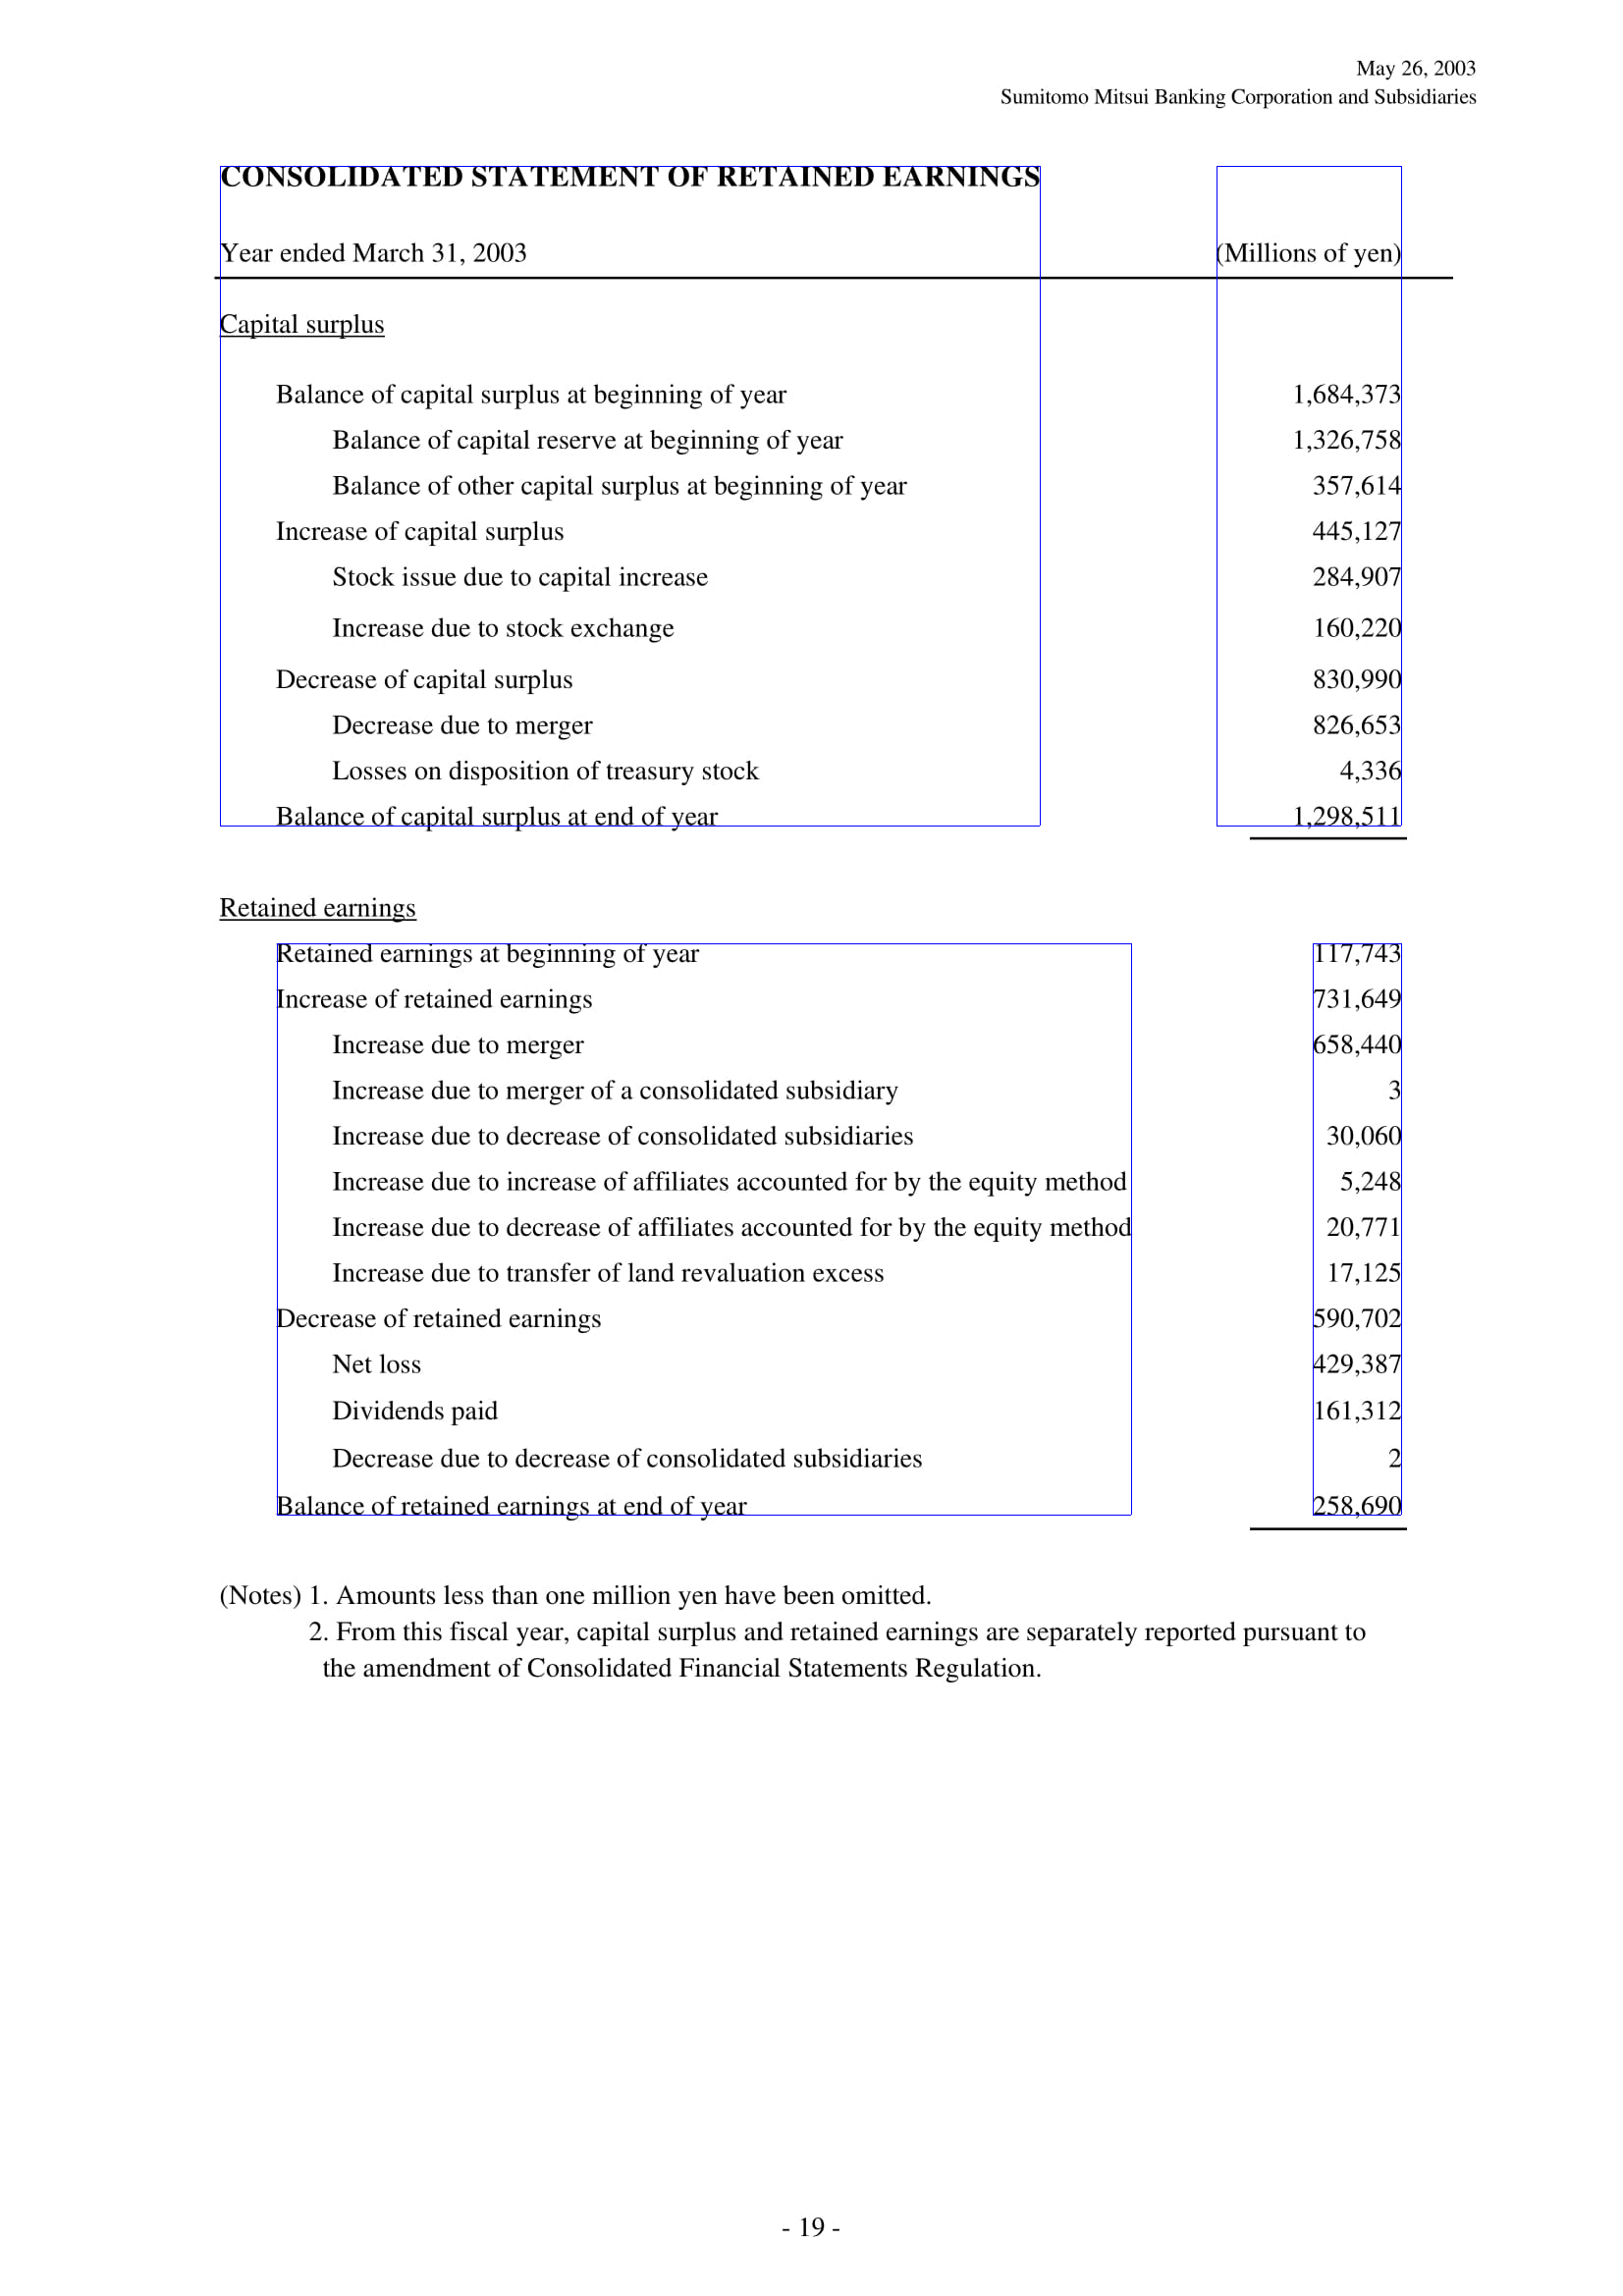 May 26, 2003
Sumitomo Mitsui Banking Corporation and Subsidiaries
CONSOLIDATED STATEMENT OF RETAINED EARNINGS
Year ended March 31, 2003 (Millions of yen)
Capital surplus
Balance of capital surplus at beginning of year 1,684,373
Balance of capital reserve at beginning of year 1,326,758
Balance of other capital surplus at beginning of year 357,614
Increase of capital surplus 445,127
Stock issue due to capital increase 284,907
Increase due to stock exchange 160,220
Decrease of capital surplus 830,990
Decrease due to merger 826,653
Losses on disposition of treasury stock 4,336
Balance of capital surplus at end of year 1,298,511
Retained earnings
Retained earnings at beginning of year 117,743
Increase of retained earnings 731,649
Increase due to merger 658,440
Increase due to merger of a consolidated subsidiary 3
Increase due to decrease of consolidated subsidiaries 30,060
Increase due to increase of affiliates accounted for by the equity method 5,248
Increase due to decrease of affiliates accounted for by the equity method 20,771
Increase due to transfer of land revaluation excess 17,125
Decrease of retained earnings 590,702
Net loss 429,387
Dividends paid 161,312
Decrease due to decrease of consolidated subsidiaries 2
Balance of retained earnings at end of year 258,690
(Notes) 1. Amounts less than one million yen have been omitted.
2. From this fiscal year, capital surplus and retained earnings are separately reported pursuant to
the amendment of Consolidated Financial Statements Regulation.
- 19 -